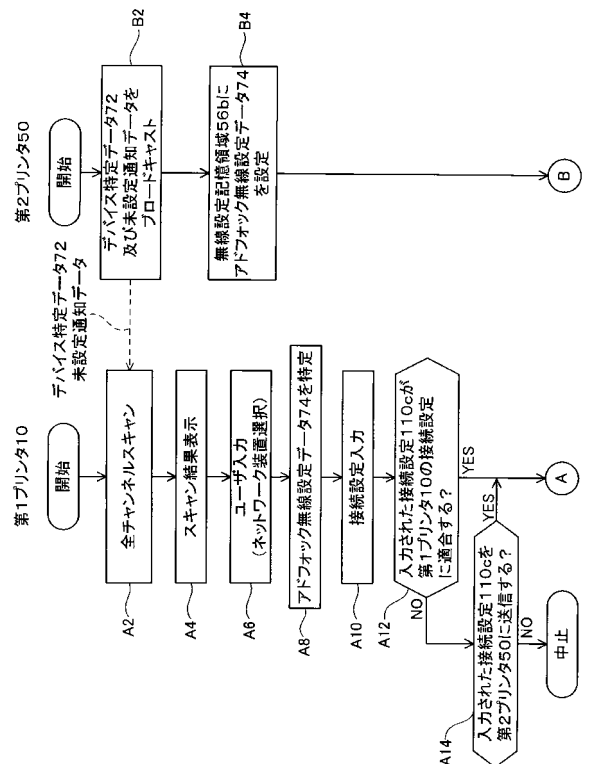 第1プリンタ10
開始
A2
全チャンネルスキャン
A4
スキャン結果表示
A6
ユーザ入力
(ネットワーク装置選択)
A8
アドフォック無線設定データ74を特定
A10
接続設定入力
A12
入力された接続設定110cが
第1プリンタ10の接続設定
に適合する?
YES
NO
A14
入力された接続設定110cを
第2プリンタ50に送信する?
YES
NO
中止
A
デバイス特定データ72
未設定通知データ
第2プリンタ50
開始
デバイス特定データ72
及び未設定通知データを
ブロードキャスト
B2
無線設定記憶領域56bに
アドフォック無線設定データ74
を設定
B4
B